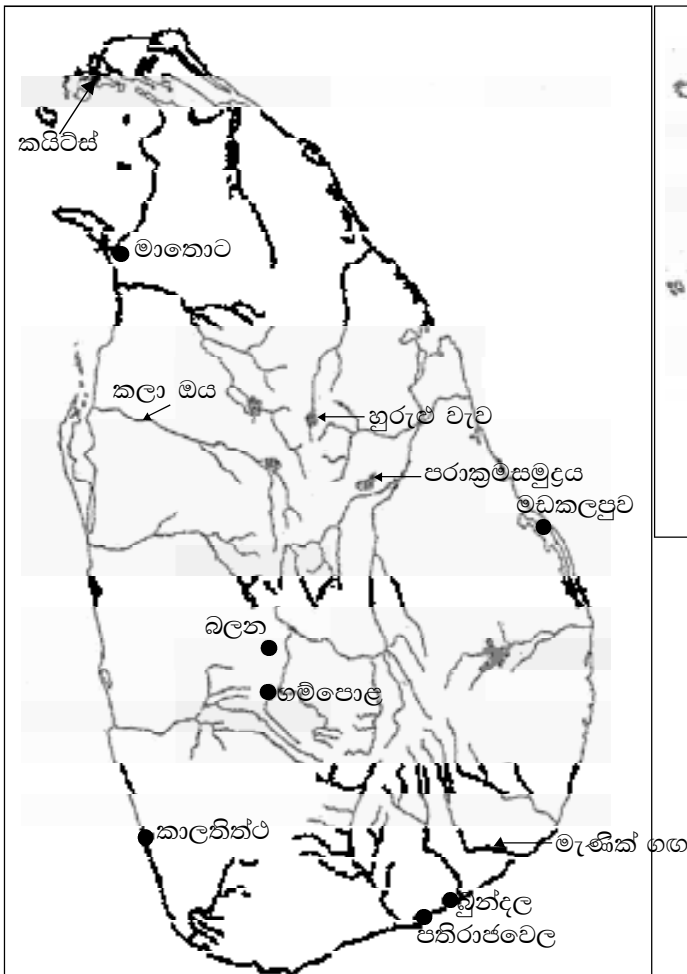 කයිට්ස්
මාතොට
කලා ඔය
හුරුළු වැව
පරාක්‍රමසමුද්‍රය
මඩකලපුව
බලන
ගම්පොළ
කාලතිත්ථ
මැණික් ගඟ
බුන්දල
පතිරාජවෙල